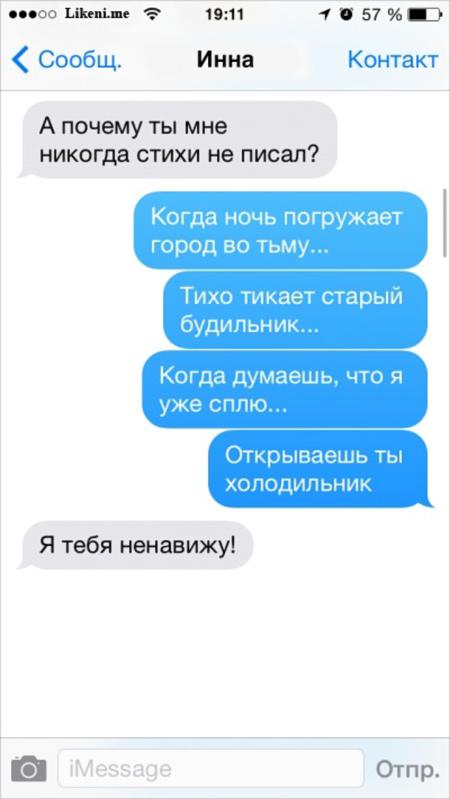 Likeni.me 19:11 57 %
Сообщ. Инна Контакт
А почему ты мне
никогда стихи не писал?
Когда ночь погружает
город во тьму...
Тихо тикает старый
будильник...
Когда думаешь, что я
уже сплю...
Открываешь ты
холодильник
Я тебя ненавижу!
iMessage Отпр.